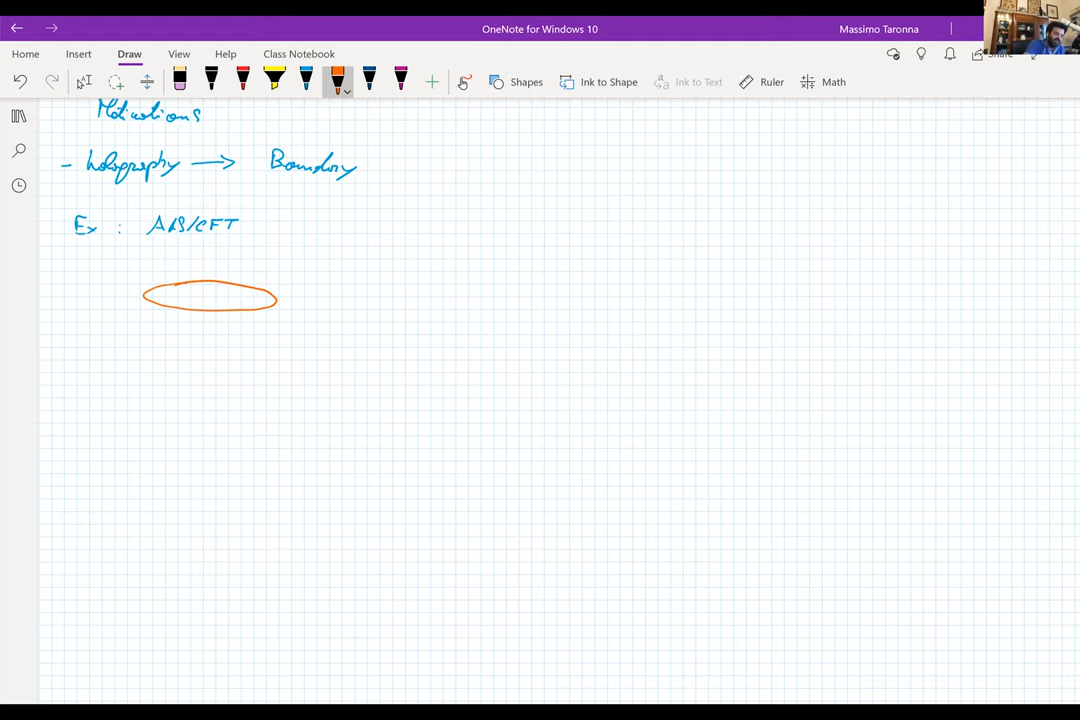 OneNote for Windows 10
Massimo Taronna
Home Insert Draw View Help Class Notebook
Share
Shapes Ink to Shape Ink to Text Ruler Math
Motivations
- holography → Boundary
Ex : AdS/CFT